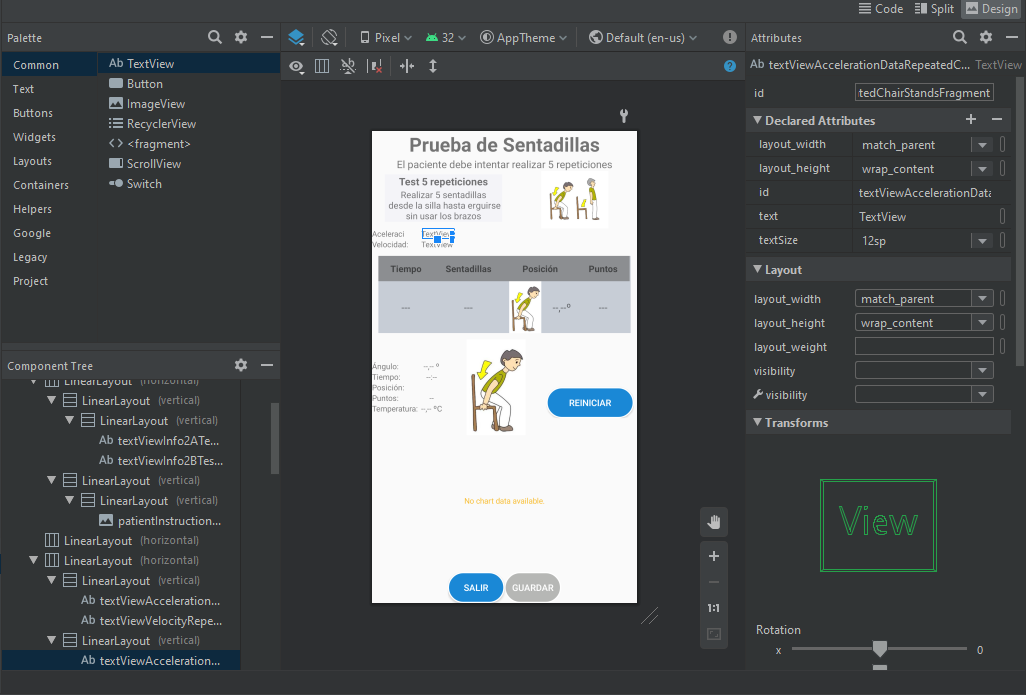 Code Split Design
Palette
Pixel 32 AppTheme Default (en-us)
Attributes
Common
Text
Buttons
Widgets
Layouts
Containers
Helpers
Google
Legacy
Project
Ab TextView
Button
ImageView
RecyclerView
<fragment>
ScrollView
Switch
Component Tree
LinearLayout (horizontal)
LinearLayout (vertical)
LinearLayout (vertical)
Ab textViewInfo2ATe...
Ab textViewInfo2BTes...
LinearLayout (vertical)
LinearLayout (vertical)
patientInstruction...
LinearLayout (horizontal)
LinearLayout (horizontal)
LinearLayout (vertical)
Ab textViewAcceleration...
Ab textViewVelocityRepe...
LinearLayout (vertical)
Ab textViewAcceleration...
Prueba de Sentadillas
El paciente debe intentar realizar 5 repeticiones
Test 5 repeticiones
Realizar 5 sentadillas
desde la silla hasta erguirse
sin usar los brazos
Aceleraci TextView
Velocidad: TextView
Tiempo Sentadillas Posición Puntos
--- --- --,--º ---
Ángulo: --,-- º
Tiempo: --:--
Posición:
Puntos: --
Temperatura: --,-- ºC
REINICIAR
No chart data available.
SALIR GUARDAR
1:1
Ab textViewAccelerationDataRepeatedC... TextView
id tedChairStandsFragment
Declared Attributes
layout_width match_parent
layout_height wrap_content
id textViewAccelerationData
text TextView
textSize 12sp
Layout
layout_width match_parent
layout_height wrap_content
layout_weight
visibility
visibility
Transforms
View
Rotation
x 0